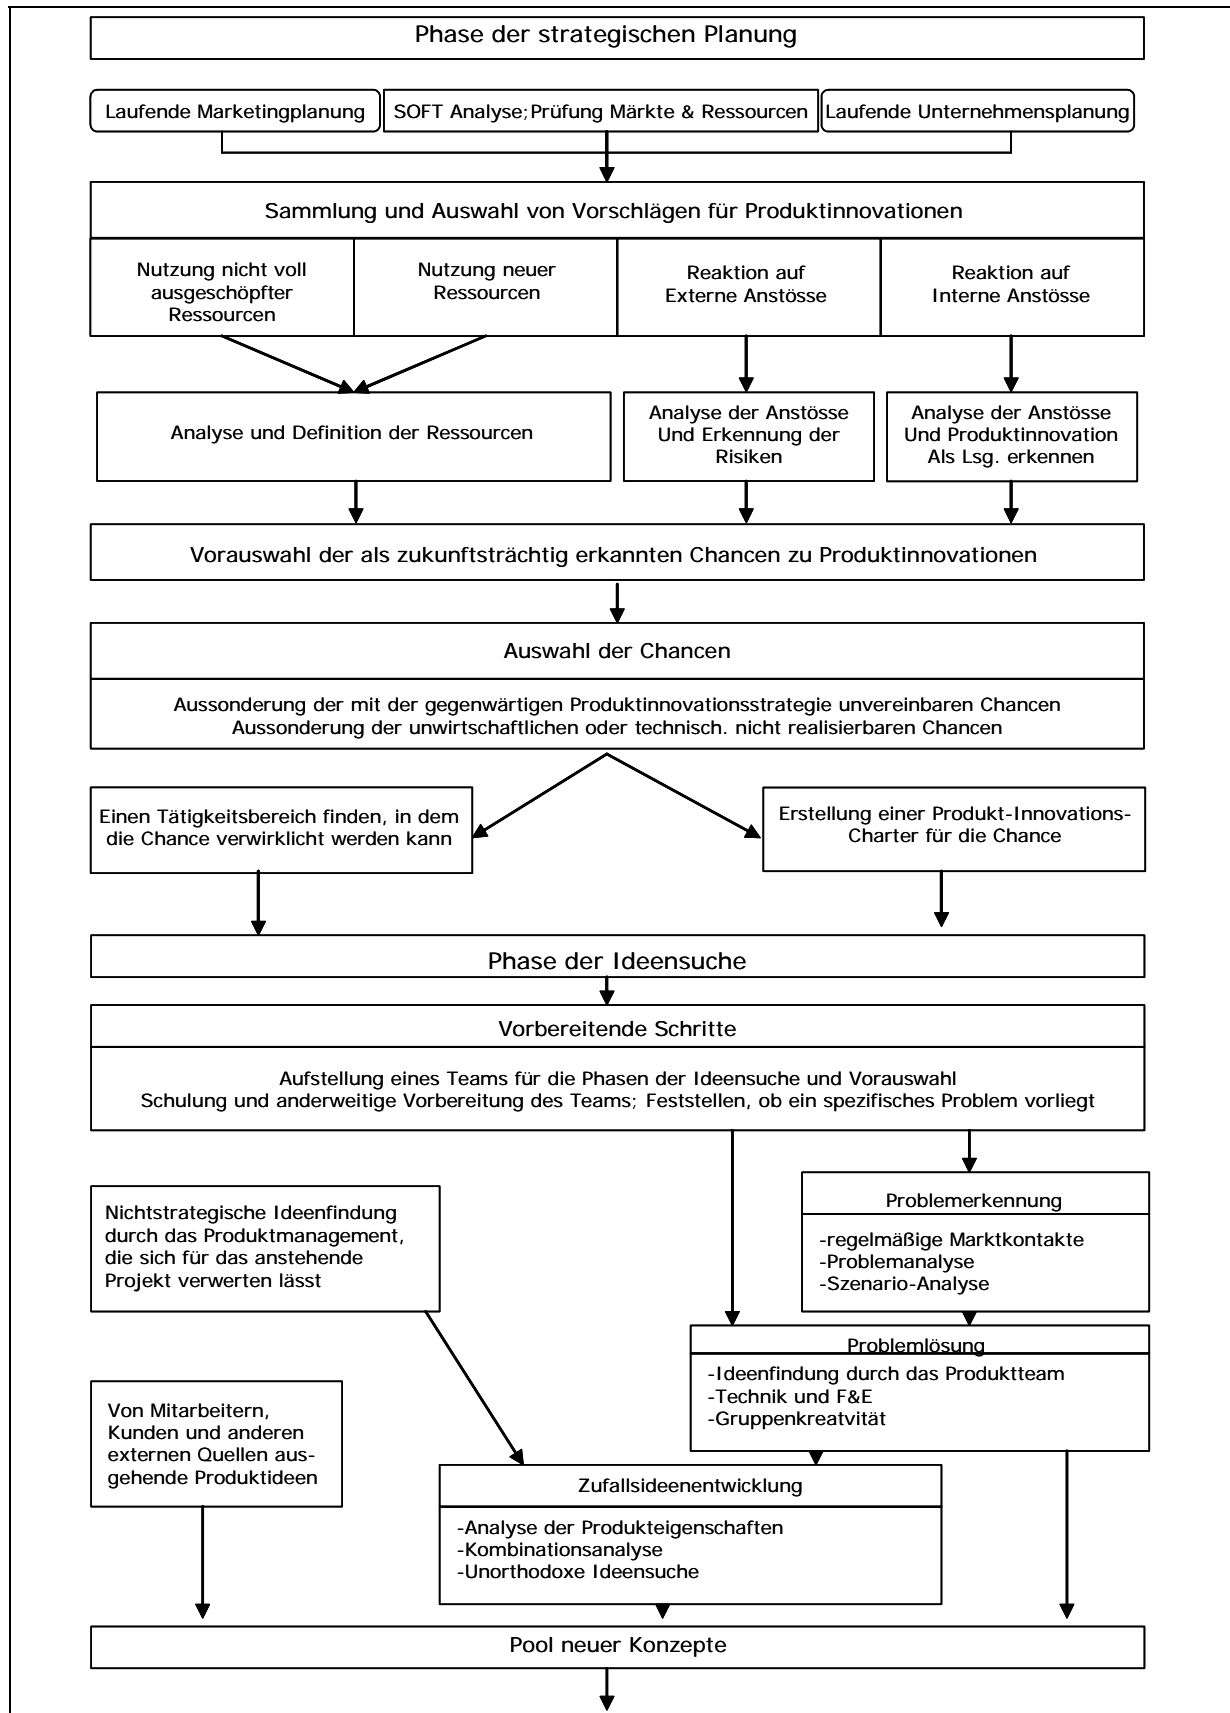 Phase der strategischen Planung
Laufende Marketingplanung
SOFT Analyse;Prüfung Märkte & Ressourcen
Laufende Unternehmensplanung
Sammlung und Auswahl von Vorschlägen für Produktinnovationen
Nutzung nicht voll
ausgeschöpfter
Ressourcen
Nutzung neuer
Ressourcen
Reaktion auf
Externe Anstösse
Reaktion auf
Interne Anstösse
Analyse und Definition der Ressourcen
Analyse der Anstösse
Und Erkennung der
Risiken
Analyse der Anstösse
Und Produktinnovation
Als Lsg. erkennen
Vorauswahl der als zukunftsträchtig erkannten Chancen zu Produktinnovationen
Auswahl der Chancen
Aussonderung der mit der gegenwärtigen Produktinnovationsstrategie unvereinbaren Chancen
Aussonderung der unwirtschaftlichen oder technisch. nicht realisierbaren Chancen
Einen Tätigkeitsbereich finden, in dem
die Chance verwirklicht werden kann
Erstellung einer Produkt-Innovations-
Charter für die Chance
Phase der Ideensuche
Vorbereitende Schritte
Aufstellung eines Teams für die Phasen der Ideensuche und Vorauswahl
Schulung und anderweitige Vorbereitung des Teams; Feststellen, ob ein spezifisches Problem vorliegt
Nichtstrategische Ideenfindung
durch das Produktmanagement,
die sich für das anstehende
Projekt verwerten lässt
Problemerkennung
-regelmäßige Marktkontakte
-Problemanalyse
-Szenario-Analyse
Problemlösung
-Ideenfindung durch das Produktteam
-Technik und F&E
-Gruppenkreatvität
Von Mitarbeitern,
Kunden und anderen
externen Quellen aus-
gehende Produktideen
Zufallsideenentwicklung
-Analyse der Produkteigenschaften
-Kombinationsanalyse
-Unorthodoxe Ideensuche
Pool neuer Konzepte